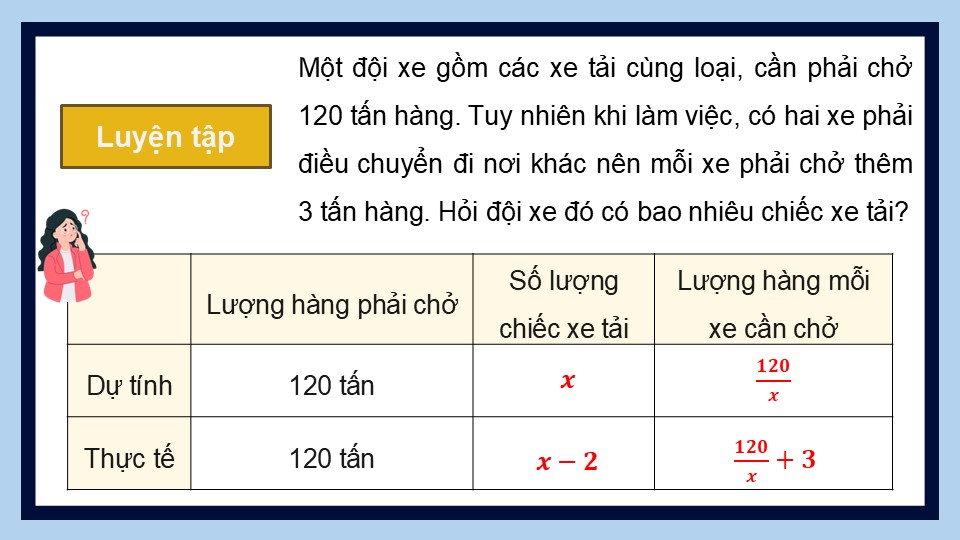 Luyện tập
Một đội xe gồm các xe tải cùng loại, cần phải chở
120 tấn hàng. Tuy nhiên khi làm việc, có hai xe phải
điều chuyển đi nơi khác nên mỗi xe phải chở thêm
3 tấn hàng. Hỏi đội xe đó có bao nhiêu chiếc xe tải?
?
Lượng hàng phải chở
Số lượng
chiếc xe tải
Lượng hàng mỗi
xe cần chở
Dự tính
120 tấn
x
120/x
Thực tế
120 tấn
x − 2
120/x + 3